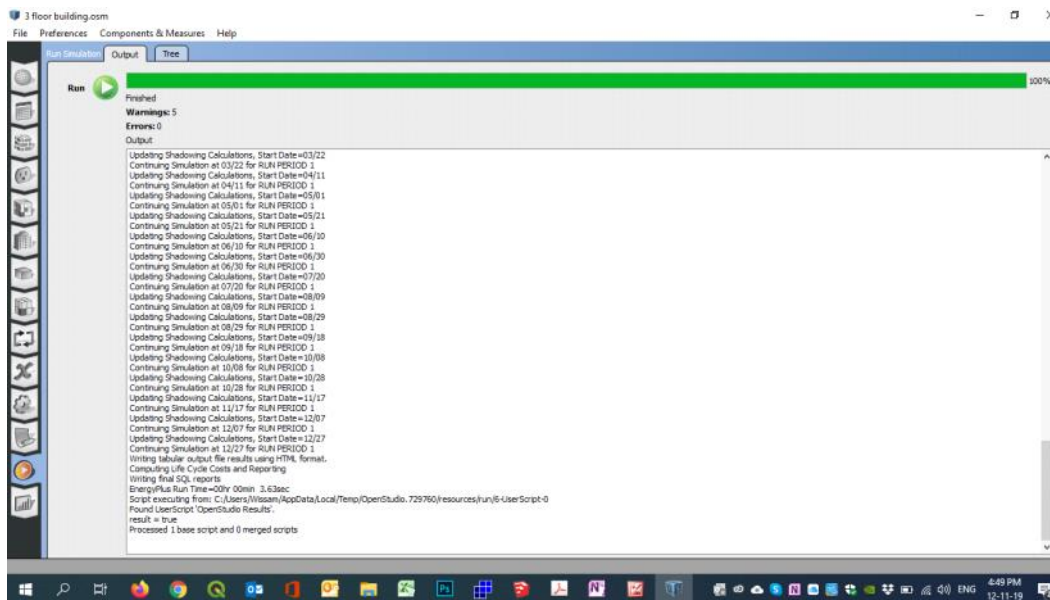 3 floor building.osm
File Preferences Components & Measures Help
Run Simulation Output Tree
Run 100%
Finished
Warnings: 5
Errors: 0
Output
Updating Shadowing Calculations, Start Date=03/22
Continuing Simulation at 03/22 for RUN PERIOD 1
Updating Shadowing Calculations, Start Date=04/11
Continuing Simulation at 04/11 for RUN PERIOD 1
Updating Shadowing Calculations, Start Date=05/01
Continuing Simulation at 05/01 for RUN PERIOD 1
Updating Shadowing Calculations, Start Date=05/21
Continuing Simulation at 05/21 for RUN PERIOD 1
Updating Shadowing Calculations, Start Date=06/10
Continuing Simulation at 06/10 for RUN PERIOD 1
Updating Shadowing Calculations, Start Date=06/30
Continuing Simulation at 06/30 for RUN PERIOD 1
Updating Shadowing Calculations, Start Date=07/20
Continuing Simulation at 07/20 for RUN PERIOD 1
Updating Shadowing Calculations, Start Date=08/09
Continuing Simulation at 08/09 for RUN PERIOD 1
Updating Shadowing Calculations, Start Date=08/29
Continuing Simulation at 08/29 for RUN PERIOD 1
Updating Shadowing Calculations, Start Date=09/18
Continuing Simulation at 09/18 for RUN PERIOD 1
Updating Shadowing Calculations, Start Date=10/08
Continuing Simulation at 10/08 for RUN PERIOD 1
Updating Shadowing Calculations, Start Date=10/28
Continuing Simulation at 10/28 for RUN PERIOD 1
Updating Shadowing Calculations, Start Date=11/17
Continuing Simulation at 11/17 for RUN PERIOD 1
Updating Shadowing Calculations, Start Date=12/07
Continuing Simulation at 12/07 for RUN PERIOD 1
Updating Shadowing Calculations, Start Date=12/27
Continuing Simulation at 12/27 for RUN PERIOD 1
Writing tabular output file results using HTML format.
Computing Life Cycle Costs and Reporting
Writing final SQL reports
EnergyPlus Run Time=00hr 00min 3.63sec
Script executing from: C:/Users/Wissam/AppData/Local/Temp/OpenStudio.729760/resources/run/6-UserScript-0
Found UserScript 'OpenStudio Results'.
result = true
Processed 1 base script and 0 merged scripts
ENG 4:49 PM
12-11-19